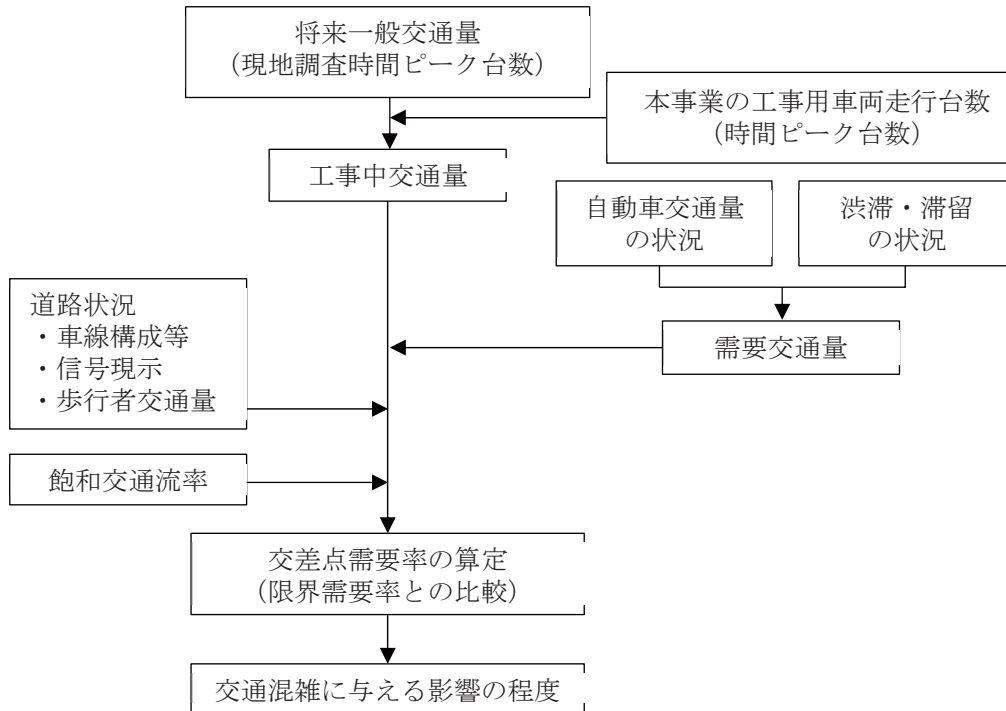 将来一般交通量
（現地調査時間ピーク台数）
本事業の工事用車両走行台数
（時間ピーク台数）
工事中交通量
自動車交通量
の状況
渋滞・滞留
の状況
道路状況
・車線構成等
・信号現示
・歩行者交通量
需要交通量
飽和交通流率
交差点需要率の算定
（限界需要率との比較）
交通混雑に与える影響の程度